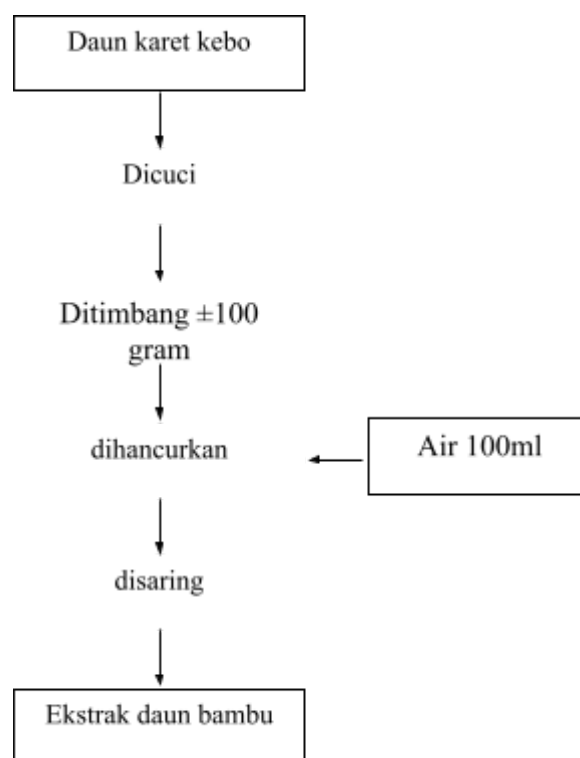 Daun karet kebo
Dicuci
Ditimbang ±100
gram
dihancurkan
Air 100ml
disaring
Ekstrak daun bambu